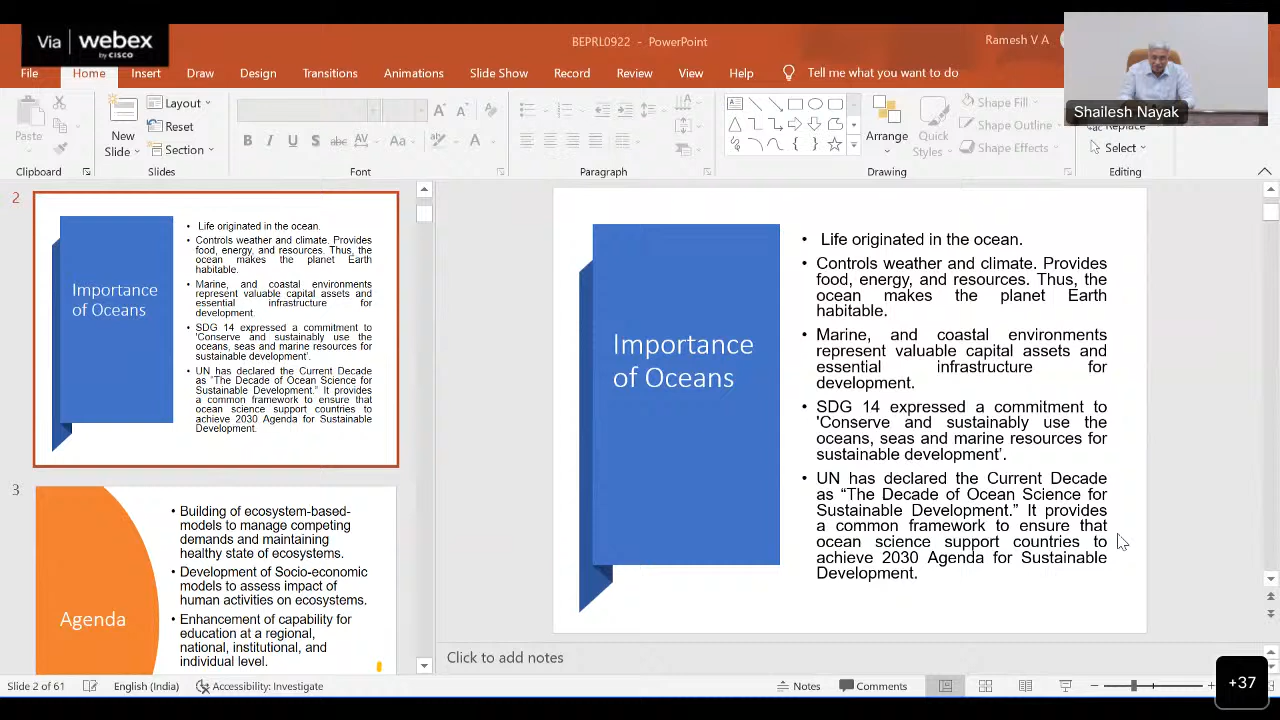 Via webex
by CISCO
BEPRL0922 - PowerPoint
Ramesh V A
File Home Insert Draw Design Transitions Animations Slide Show Record Review View Help Tell me what you want to do
Shailesh Nayak
Paste
New
Slide
Layout
Reset
Section
B I U S ab AV Aa A
A A A
Arrange
Quick
Styles
Shape Fill
Shape Outline
Shape Effects
Replace
Select
Clipboard Slides Font Paragraph Drawing Editing
2
Importance
of Oceans
• Life originated in the ocean.
• Controls weather and climate. Provides
food, energy, and resources. Thus, the
ocean makes the planet Earth
habitable.
• Marine, and coastal environments
represent valuable capital assets and
essential infrastructure for
development.
• SDG 14 expressed a commitment to
'Conserve and sustainably use the
oceans, seas and marine resources for
sustainable development'.
• UN has declared the Current Decade
as “The Decade of Ocean Science for
Sustainable Development.” It provides
a common framework to ensure that
ocean science support countries to
achieve 2030 Agenda for Sustainable
Development.
3
Agenda
• Building of ecosystem-based-
models to manage competing
demands and maintaining
healthy state of ecosystems.
• Development of Socio-economic
models to assess impact of
human activities on ecosystems.
• Enhancement of capability for
education at a regional,
national, institutional, and
individual level.
Importance
of Oceans
• Life originated in the ocean.
• Controls weather and climate. Provides
food, energy, and resources. Thus, the
ocean makes the planet Earth
habitable.
• Marine, and coastal environments
represent valuable capital assets and
essential infrastructure for
development.
• SDG 14 expressed a commitment to
'Conserve and sustainably use the
oceans, seas and marine resources for
sustainable development'.
• UN has declared the Current Decade
as “The Decade of Ocean Science for
Sustainable Development.” It provides
a common framework to ensure that
ocean science support countries to
achieve 2030 Agenda for Sustainable
Development.
Click to add notes
Slide 2 of 61 English (India) Accessibility: Investigate Notes Comments
+37